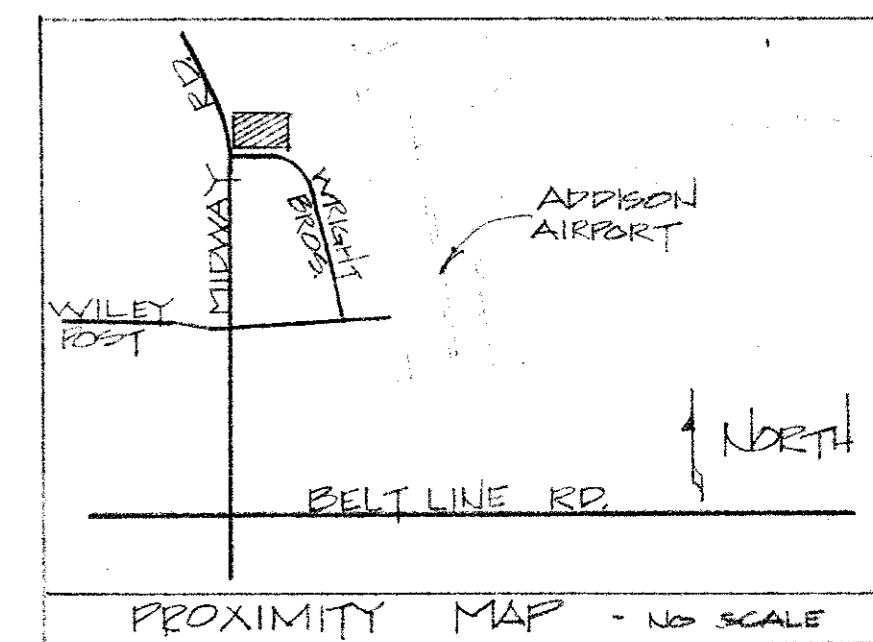 RD.
MIDWAY
WRIGHT
BROS.
ADDISON
AIRPORT
WILEY
POST
NORTH
BELT LINE RD.
PROXIMITY MAP - NO SCALE